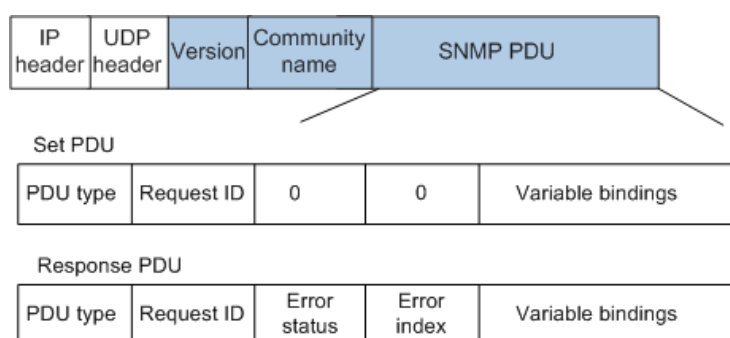 IP header UDP header Version Community name SNMP PDU
Set PDU
PDU type Request ID 0 0 Variable bindings
Response PDU
PDU type Request ID Error status Error index Variable bindings